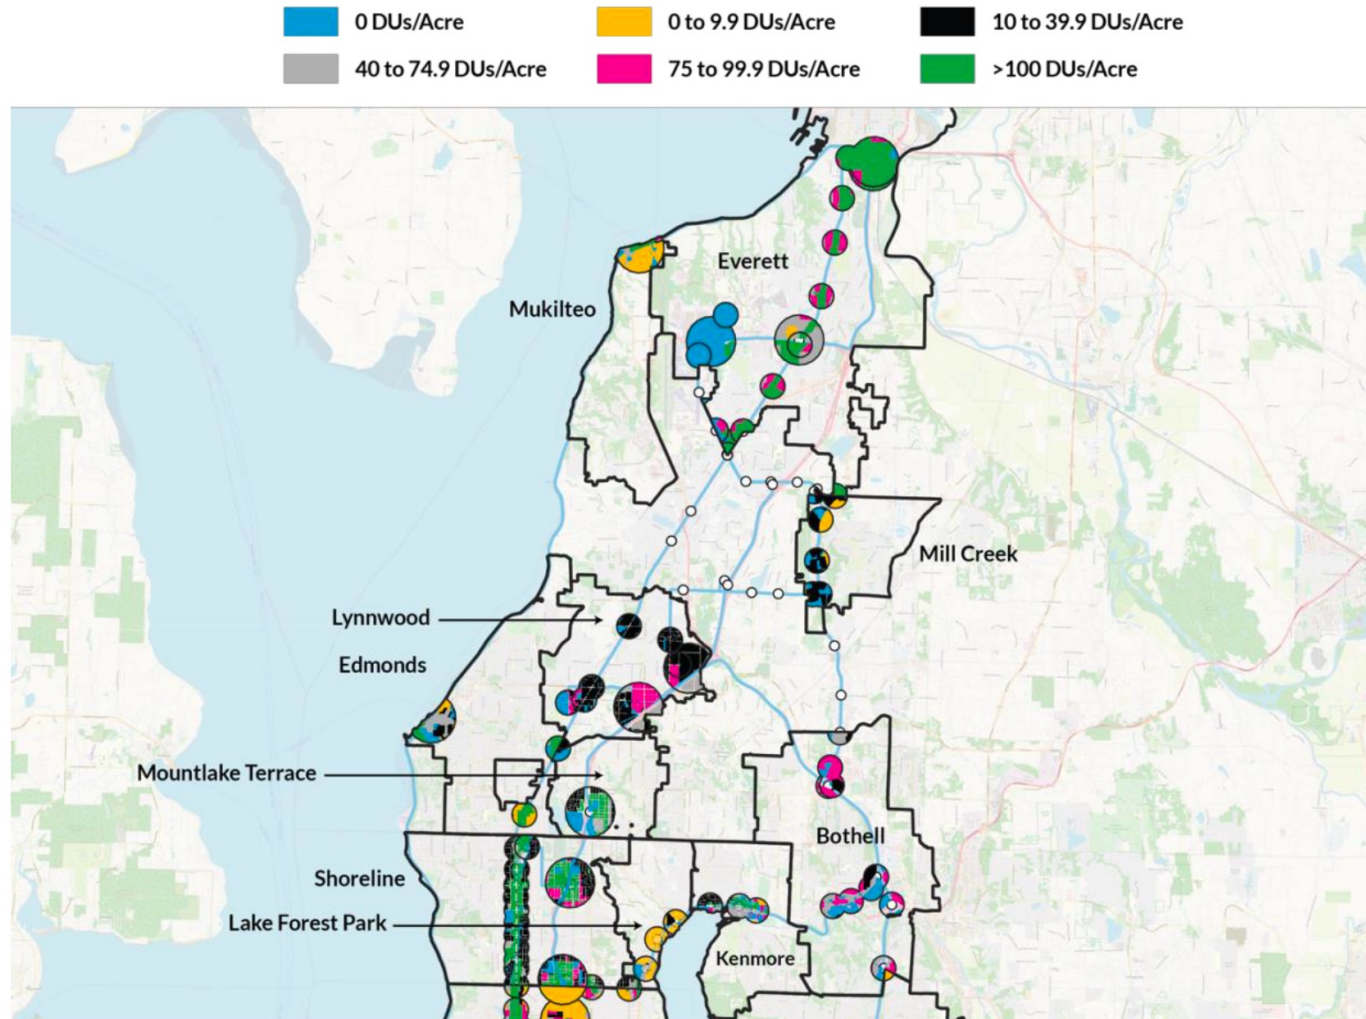 0 DUs/Acre
0 to 9.9 DUs/Acre
10 to 39.9 DUs/Acre
40 to 74.9 DUs/Acre
75 to 99.9 DUs/Acre
>100 DUs/Acre
Everett
Mukilteo
Mill Creek
Lynnwood
Edmonds
Mountlake Terrace
Bothell
Shoreline
Lake Forest Park
Kenmore